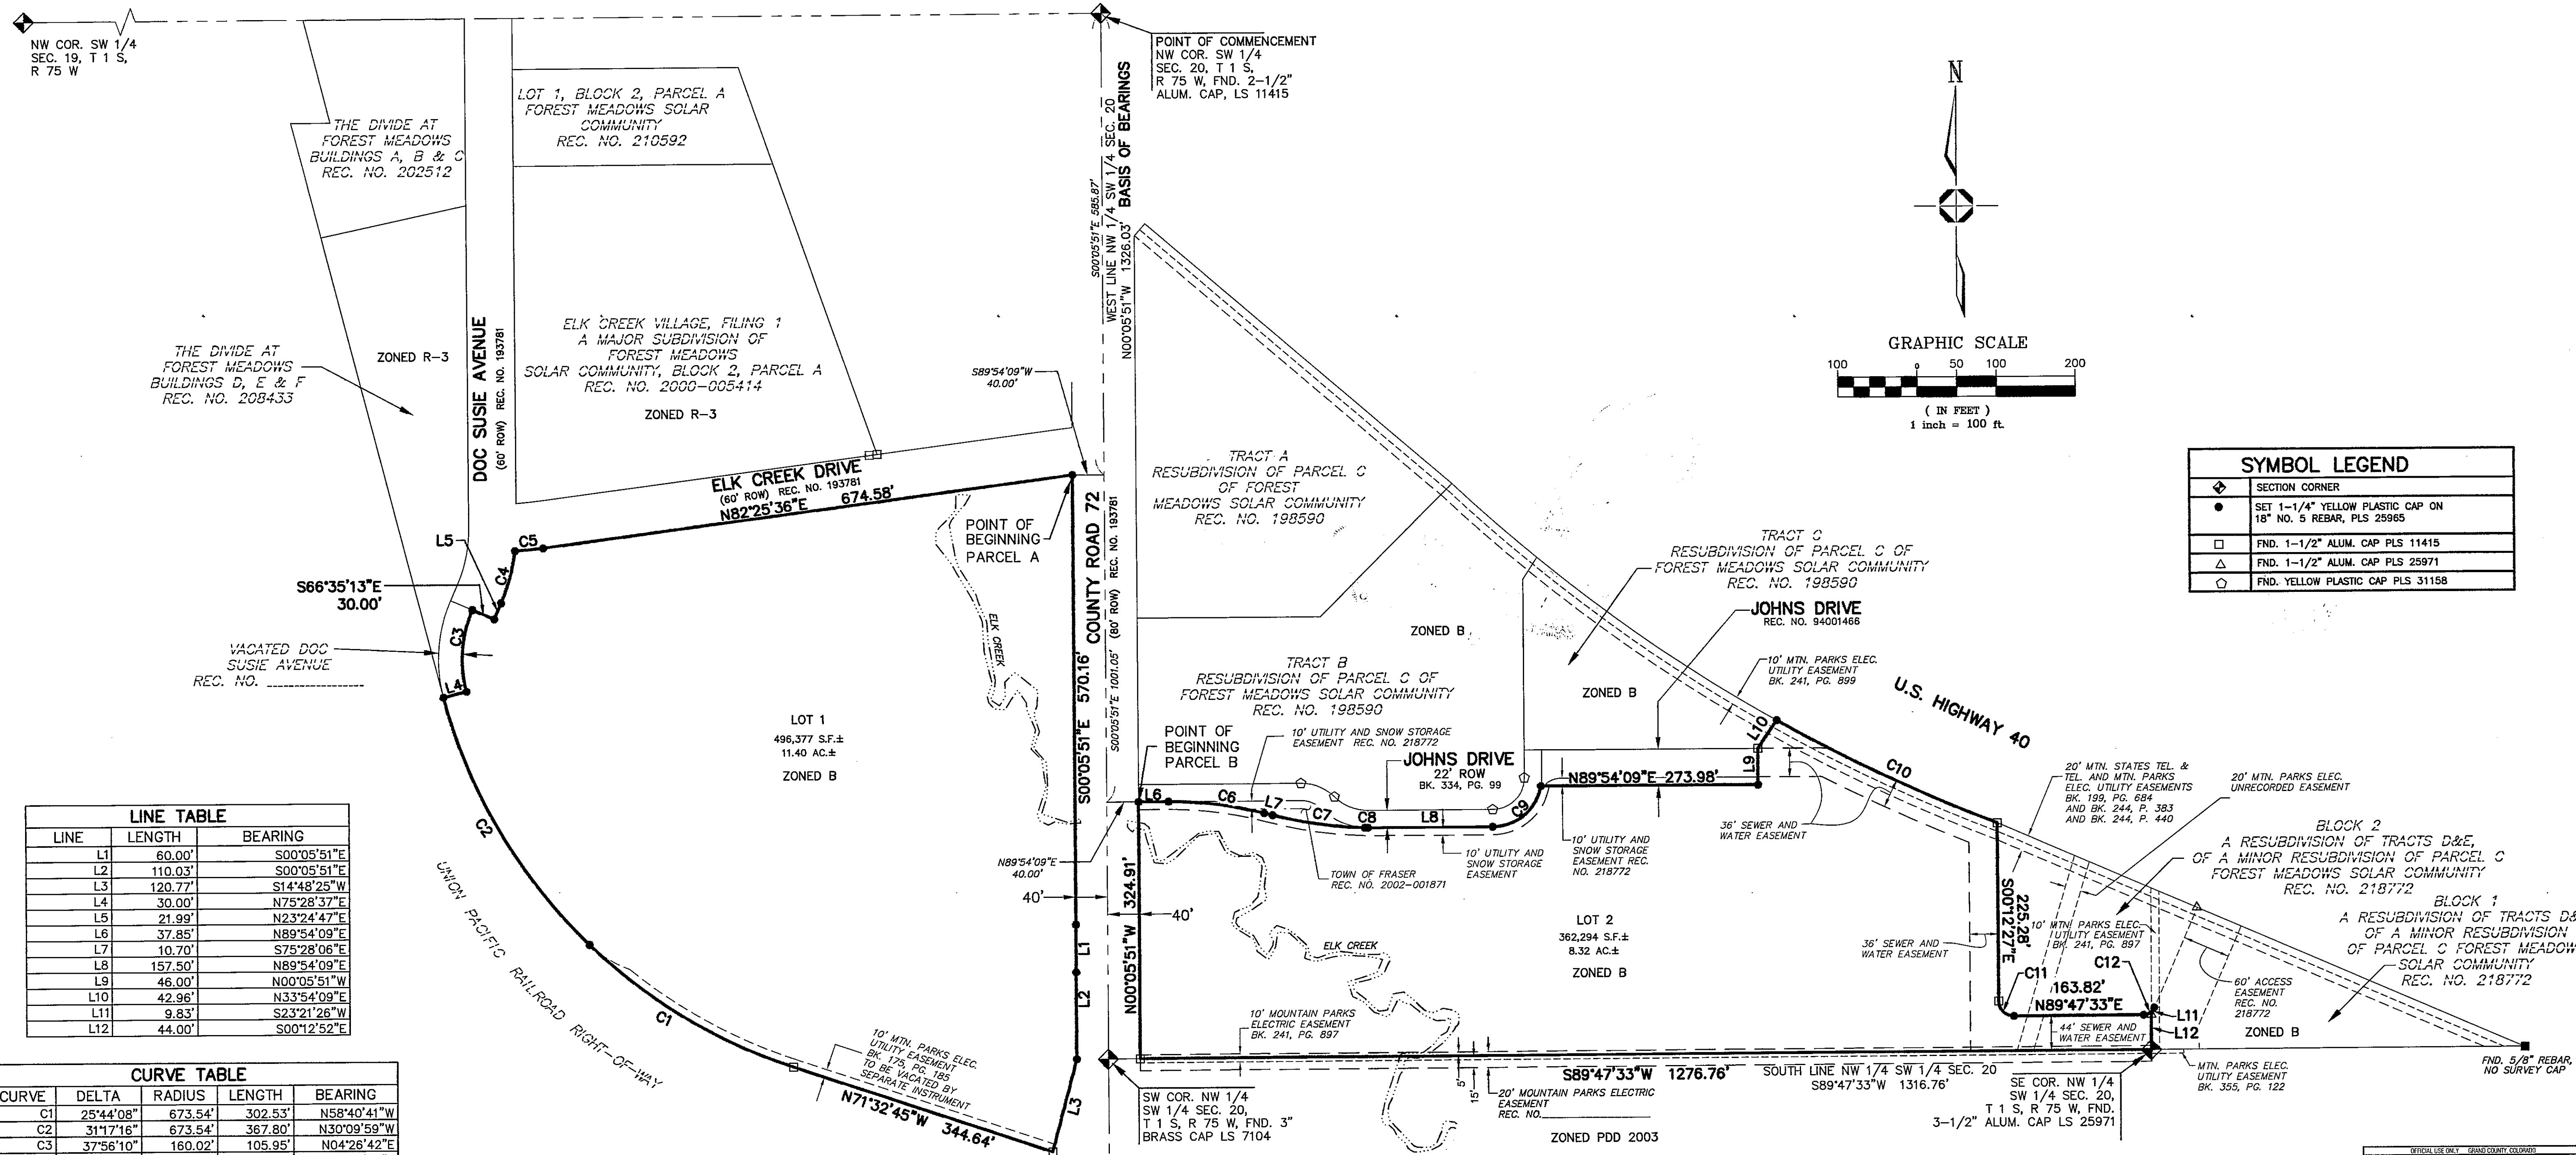 NW COR. SW 1/4
SEC. 19, T 1 S,
R 75 W
POINT OF COMMENCEMENT
NW COR. SW 1/4
SEC. 20, T 1 S,
R 75 W, FND. 2-1/2"
ALUM. CAP, LS 11415
THE DIVIDE AT
FOREST MEADOWS
BUILDINGS A, B & C
REC. NO. 202512
LOT 1, BLOCK 2, PARCEL A
FOREST MEADOWS SOLAR
COMMUNITY
REC. NO. 210592
S00°05'51"E 585.87'
WEST LINE NW 1/4 SW 1/4 SEC. 20
N00°05'51"W 1326.03' BASIS OF BEARINGS
N
GRAPHIC SCALE
100 0 50 100 200
( IN FEET )
1 inch = 100 ft.
THE DIVIDE AT
FOREST MEADOWS
BUILDINGS D, E & F
REC. NO. 208433
ZONED R-3
DOC SUSIE AVENUE
(60' ROW) REC. NO. 193781
ELK CREEK VILLAGE, FILING 1
A MAJOR SUBDIVISION OF
FOREST MEADOWS
SOLAR COMMUNITY, BLOCK 2, PARCEL A
REC. NO. 2000-005414
ZONED R-3
S89°54'09"W
40.00'
SYMBOL LEGEND
SECTION CORNER
SET 1-1/4" YELLOW PLASTIC CAP ON
18" NO. 5 REBAR, PLS 25965
FND. 1-1/2" ALUM. CAP PLS 11415
FND. 1-1/2" ALUM. CAP PLS 25971
FND. YELLOW PLASTIC CAP PLS 31158
ELK CREEK DRIVE
(60' ROW) REC. NO. 193781
N82°25'36"E 674.58'
POINT OF
BEGINNING
PARCEL A
COUNTY ROAD 72
(80' ROW) REC. NO. 193781
S00°05'51"E 570.16'
S00°05'51"E 1001.05'
TRACT A
RESUBDIVISION OF PARCEL C
OF FOREST
MEADOWS SOLAR COMMUNITY
REC. NO. 198590
TRACT C
RESUBDIVISION OF PARCEL C OF
FOREST MEADOWS SOLAR COMMUNITY
REC. NO. 198590
JOHNS DRIVE
REC. NO. 94001466
ZONED B
ZONED B
L5
C5
C4
S66°35'13"E
30.00'
C3
L4
VACATED DOC
SUSIE AVENUE
REC. NO.
ELK CREEK
LOT 1
496,377 S.F.±
11.40 AC.±
ZONED B
TRACT B
RESUBDIVISION OF PARCEL C OF
FOREST MEADOWS SOLAR COMMUNITY
REC. NO. 198590
10' MTN. PARKS ELEC.
UTILITY EASEMENT
BK. 241, PG. 899
U.S. HIGHWAY 40
POINT OF
BEGINNING
PARCEL B
10' UTILITY AND SNOW STORAGE
EASEMENT REC. NO. 218772
JOHNS DRIVE
22' ROW
BK. 334, PG. 99
N89°54'09"E 273.98'
L6
C6
L7
C7
C8
L8
C9
L9
L10
C10
20' MTN. STATES TEL. &
TEL. AND MTN. PARKS
ELEC. UTILITY EASEMENTS
BK. 199, PG. 684
AND BK. 244, P. 383
AND BK. 244, P. 440
20' MTN. PARKS ELEC.
UNRECORDED EASEMENT
BLOCK 2
A RESUBDIVISION OF TRACTS D&E,
OF A MINOR RESUBDIVISION OF PARCEL C
FOREST MEADOWS SOLAR COMMUNITY
REC. NO. 218772
BLOCK 1
A RESUBDIVISION OF TRACTS D&
OF A MINOR RESUBDIVISION
OF PARCEL C FOREST MEADOW
SOLAR COMMUNITY
REC. NO. 218772
N89°54'09"E
40.00'
40'
40'
TOWN OF FRASER
REC. NO. 2002-001871
10' UTILITY AND
SNOW STORAGE
EASEMENT
10' UTILITY AND
SNOW STORAGE
EASEMENT REC.
NO. 218772
36' SEWER AND
WATER EASEMENT
36' SEWER AND
WATER EASEMENT
LINE TABLE
LINE LENGTH BEARING
L1 60.00' S00°05'51"E
L2 110.03' S00°05'51"E
L3 120.77' S14°48'25"W
L4 30.00' N75°28'37"E
L5 21.99' N23°24'47"E
L6 37.85' N89°54'09"E
L7 10.70' S75°28'06"E
L8 157.50' N89°54'09"E
L9 46.00' N00°05'51"W
L10 42.96' N33°54'09"E
L11 9.83' S23°21'26"W
L12 44.00' S00°12'52"E
C2
C1
UNION PACIFIC RAILROAD RIGHT-OF-WAY
10' MTN. PARKS ELEC.
UTILITY EASEMENT
BK. 175, PG. 185
TO BE VACATED BY
SEPARATE INSTRUMENT
N71°32'45"W 344.64'
L1
L2
L3
N00°05'51"W 324.91'
LOT 2
362,294 S.F.±
8.32 AC.±
ZONED B
ELK CREEK
225.28'
S00°12'27"E
10' MTN. PARKS ELEC.
UTILITY EASEMENT
BK. 241, PG. 897
C11
C12
163.82'
N89°47'33"E
44' SEWER AND
WATER EASEMENT
L11
L12
60' ACCESS
EASEMENT
REC. NO.
218772
ZONED B
10' MOUNTAIN PARKS
ELECTRIC EASEMENT
BK. 241, PG. 897
S89°47'33"W 1276.76'
SOUTH LINE NW 1/4 SW 1/4 SEC. 20
S89°47'33"W 1316.76'
5'
15'
20' MOUNTAIN PARKS ELECTRIC
EASEMENT
REC. NO.
ZONED PDD 2003
SW COR. NW 1/4
SW 1/4 SEC. 20,
T 1 S, R 75 W, FND. 3"
BRASS CAP LS 7104
SE COR. NW 1/4
SW 1/4 SEC. 20,
T 1 S, R 75 W, FND.
3-1/2" ALUM. CAP LS 25971
MTN. PARKS ELEC.
UTILITY EASEMENT
BK. 355, PG. 122
FND. 5/8" REBAR,
NO SURVEY CAP
CURVE TABLE
CURVE DELTA RADIUS LENGTH BEARING
C1 25°44'08" 673.54' 302.53' N58°40'41"W
C2 31°17'16" 673.54' 367.80' N30°09'59"W
C3 37°56'10" 160.02' 105.95' N04°26'42"E
OFFICIAL USE ONLY GRAND COUNTY, COLORADO